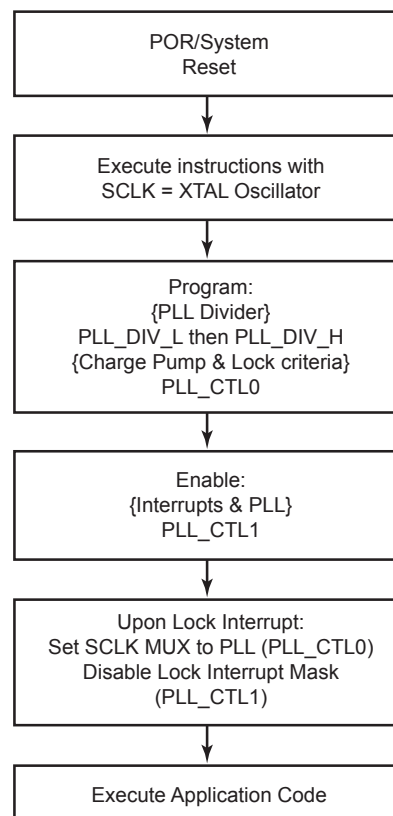 POR/System
Reset
Execute instructions with
SCLK = XTAL Oscillator
Program:
{PLL Divider}
PLL_DIV_L then PLL_DIV_H
{Charge Pump & Lock criteria}
PLL_CTL0
Enable:
{Interrupts & PLL}
PLL_CTL1
Upon Lock Interrupt:
Set SCLK MUX to PLL (PLL_CTL0)
Disable Lock Interrupt Mask
(PLL_CTL1)
Execute Application Code